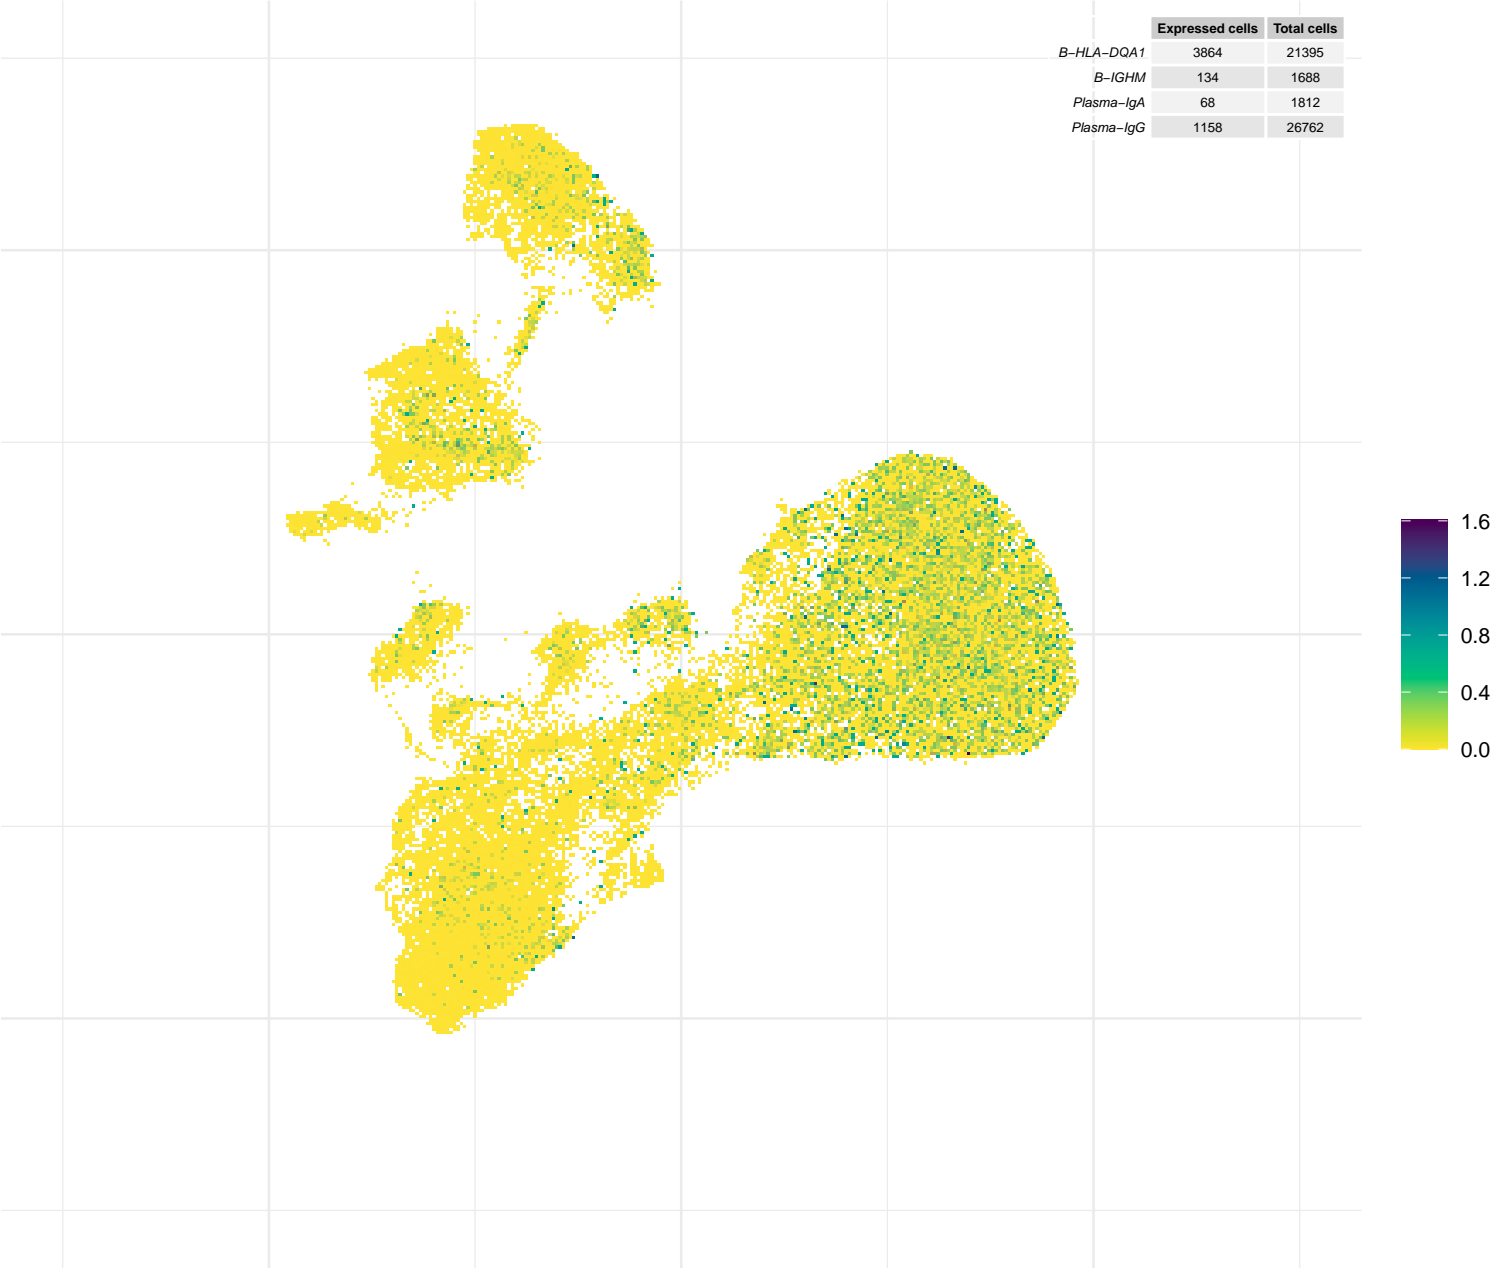 Expressed cells Total cells
B−HLA−DQA1 3864 21395
B−IGHM 134 1688
Plasma−IgA 68 1812
Plasma−IgG 1158 26762
1.6
1.2
0.8
0.4
0.0